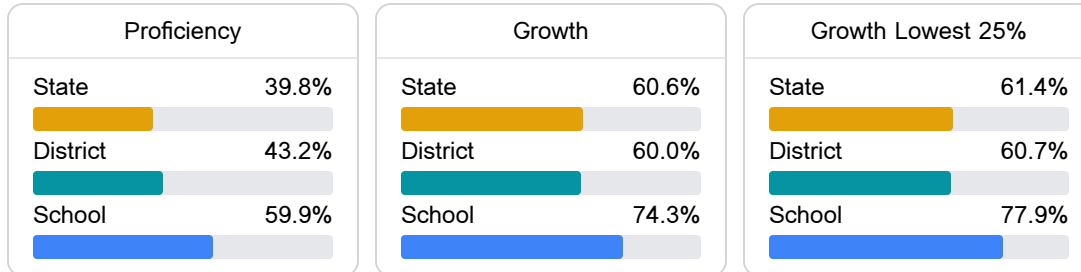 Proficiency
State 39.8%
District 43.2%
School 59.9%
Growth
State 60.6%
District 60.0%
School 74.3%
Growth Lowest 25%
State 61.4%
District 60.7%
School 77.9%